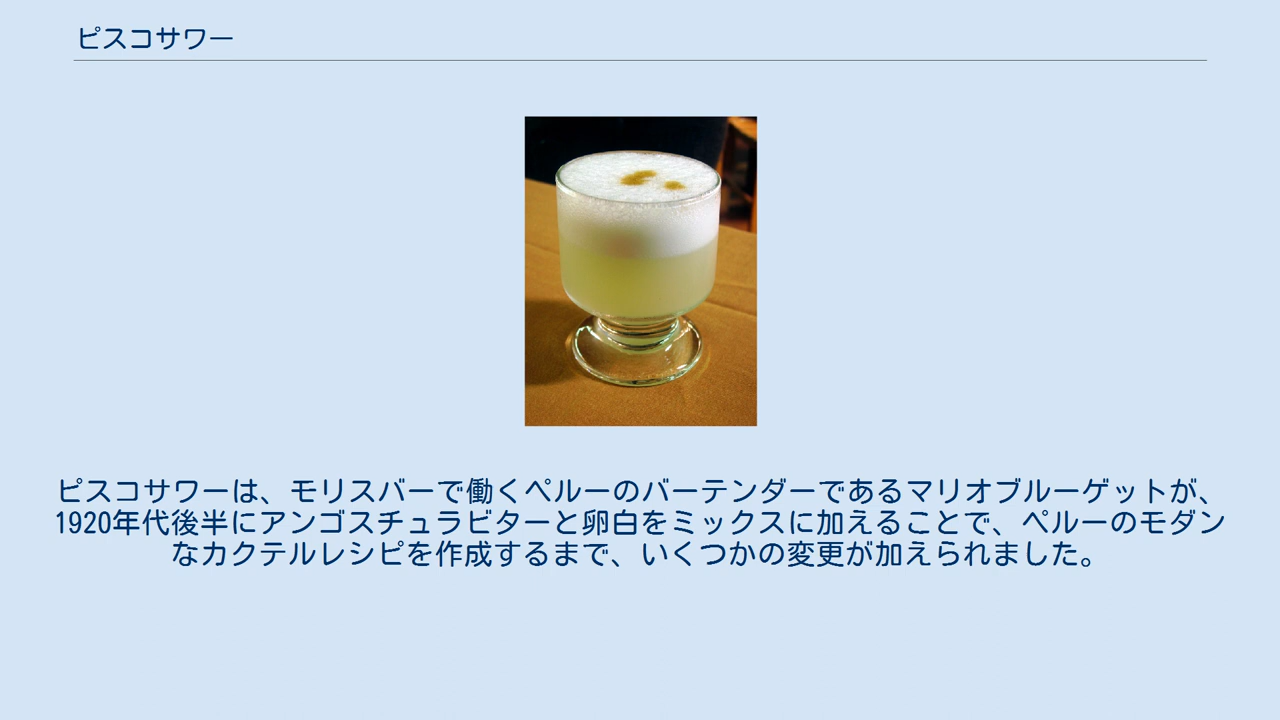 ピスコサワー
ピスコサワーは、モリスバーで働くペルーのバーテンダーであるマリオブルーゲットが、
1920年代後半にアンゴスチュラビターと卵白をミックスに加えることで、ペルーのモダン
なカクテルレシピを作成するまで、いくつかの変更が加えられました。